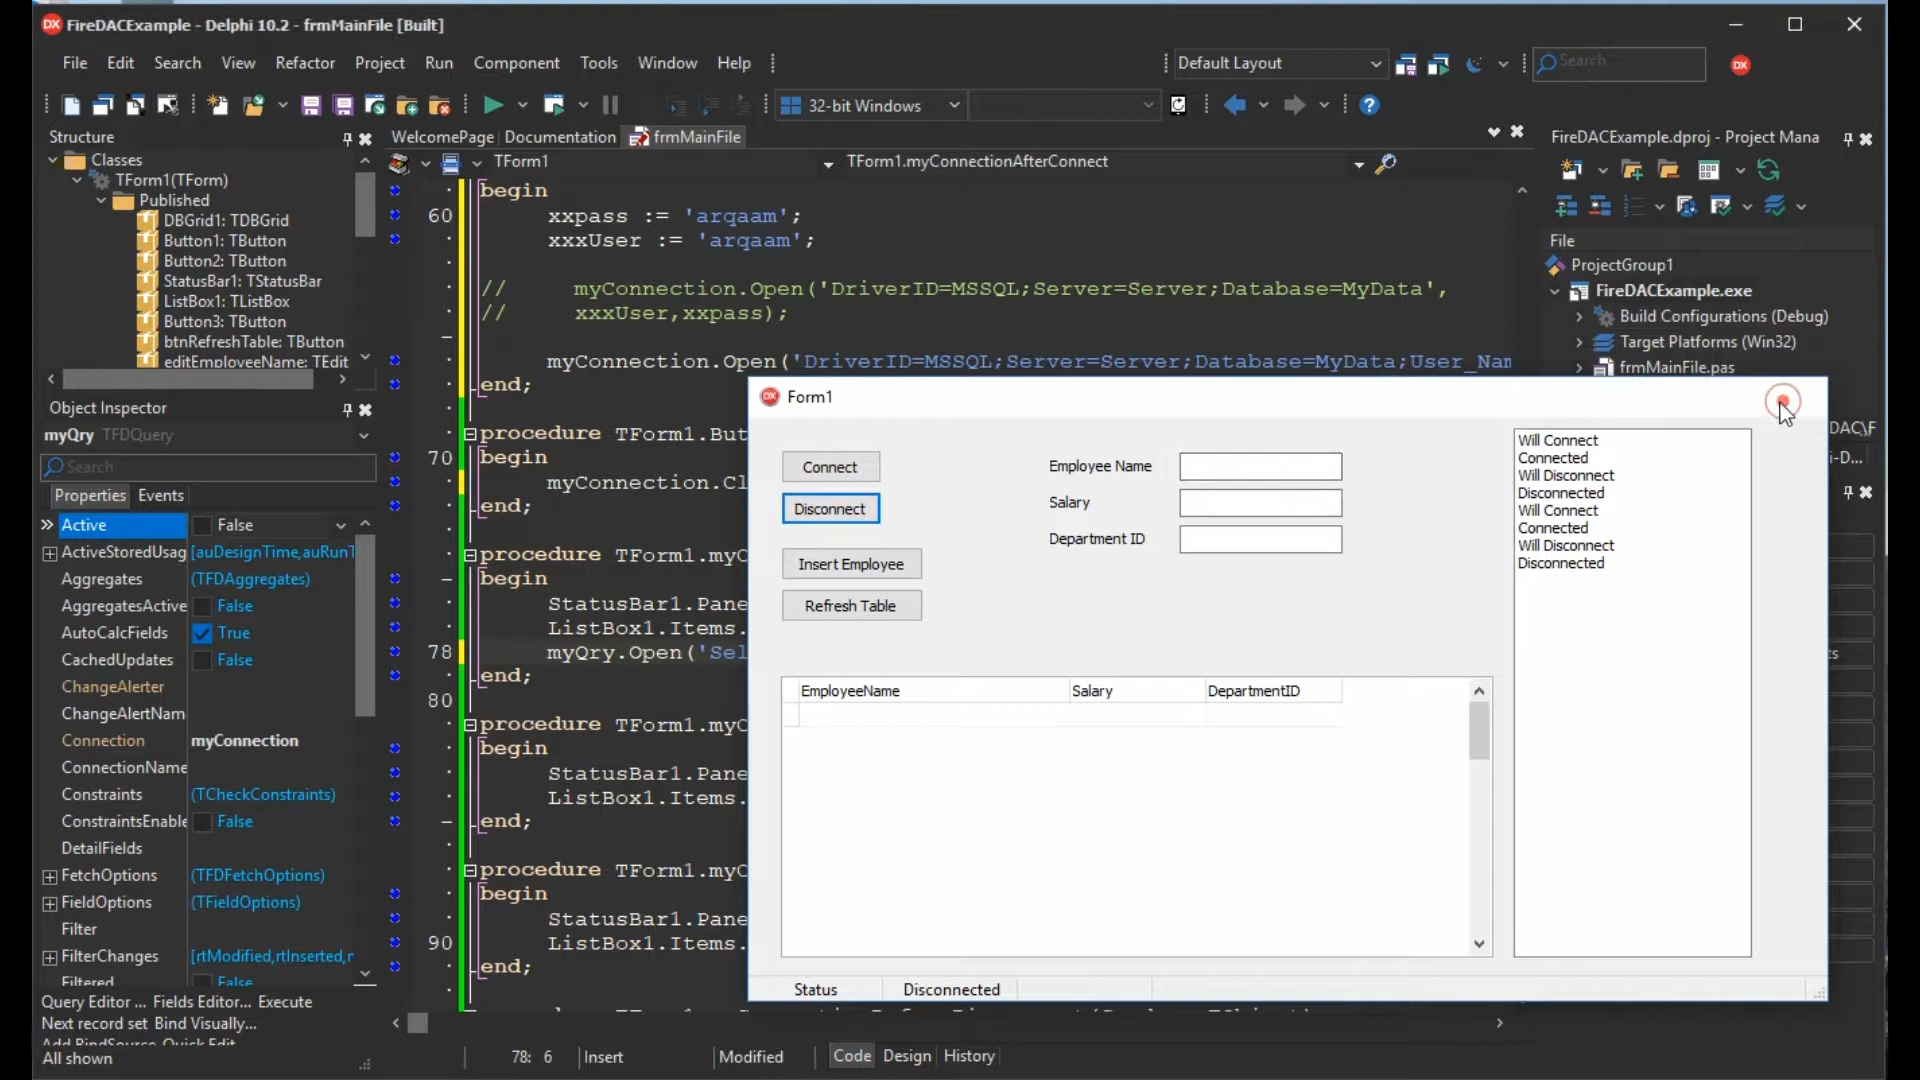 FireDACExample - Delphi 10.2 - frmMainFile [Built]
File Edit Search View Refactor Project Run Component Tools Window Help
Default Layout
Search
32-bit Windows
Structure
Classes
TForm1(TForm)
Published
DBGrid1: TDBGrid
Button1: TButton
Button2: TButton
StatusBar1: TStatusBar
ListBox1: TListBox
Button3: TButton
btnRefreshTable: TButton
editEmployeeName: TEdit
Object Inspector
myQry TFDQuery
Search
Properties Events
Active False
ActiveStoredUsag [auDesignTime,auRunT
Aggregates (TFDAggregates)
AggregatesActive False
AutoCalcFields True
CachedUpdates False
ChangeAlerter
ChangeAlertNam
Connection myConnection
ConnectionName
Constraints (TCheckConstraints)
ConstraintsEnable False
DetailFields
FetchOptions (TFDFetchOptions)
FieldOptions (TFieldOptions)
Filter
FilterChanges [rtModified,rtInserted,r
Filtered False
Query Editor ... Fields Editor... Execute
Next record set Bind Visually...
Add BindSource Quick Edit
All shown
WelcomePage Documentation frmMainFile
TForm1 TForm1.myConnectionAfterConnect
begin
60 xxpass := 'arqaam';
xxxUser := 'arqaam';
// myConnection.Open('DriverID=MSSQL;Server=Server;Database=MyData',
// xxxUser,xxpass);
myConnection.Open('DriverID=MSSQL;Server=Server;Database=MyData;User_Nam
end;
procedure TForm1.But
70 begin
myConnection.Cl
end;
procedure TForm1.myC
begin
StatusBar1.Pane
ListBox1.Items.
78 myQry.Open('Sel
end;
80
procedure TForm1.myC
begin
StatusBar1.Pane
ListBox1.Items.
end;
procedure TForm1.myC
begin
StatusBar1.Pane
90 ListBox1.Items.
end;
78: 6 Insert Modified Code Design History
FireDACExample.dproj - Project Mana
File
ProjectGroup1
FireDACExample.exe
Build Configurations (Debug)
Target Platforms (Win32)
frmMainFile.pas
DAC\F
i-D...
ts
Form1
Connect
Disconnect
Insert Employee
Refresh Table
Employee Name
Salary
Department ID
Will Connect
Connected
Will Disconnect
Disconnected
Will Connect
Connected
Will Disconnect
Disconnected
EmployeeName Salary DepartmentID
Status Disconnected